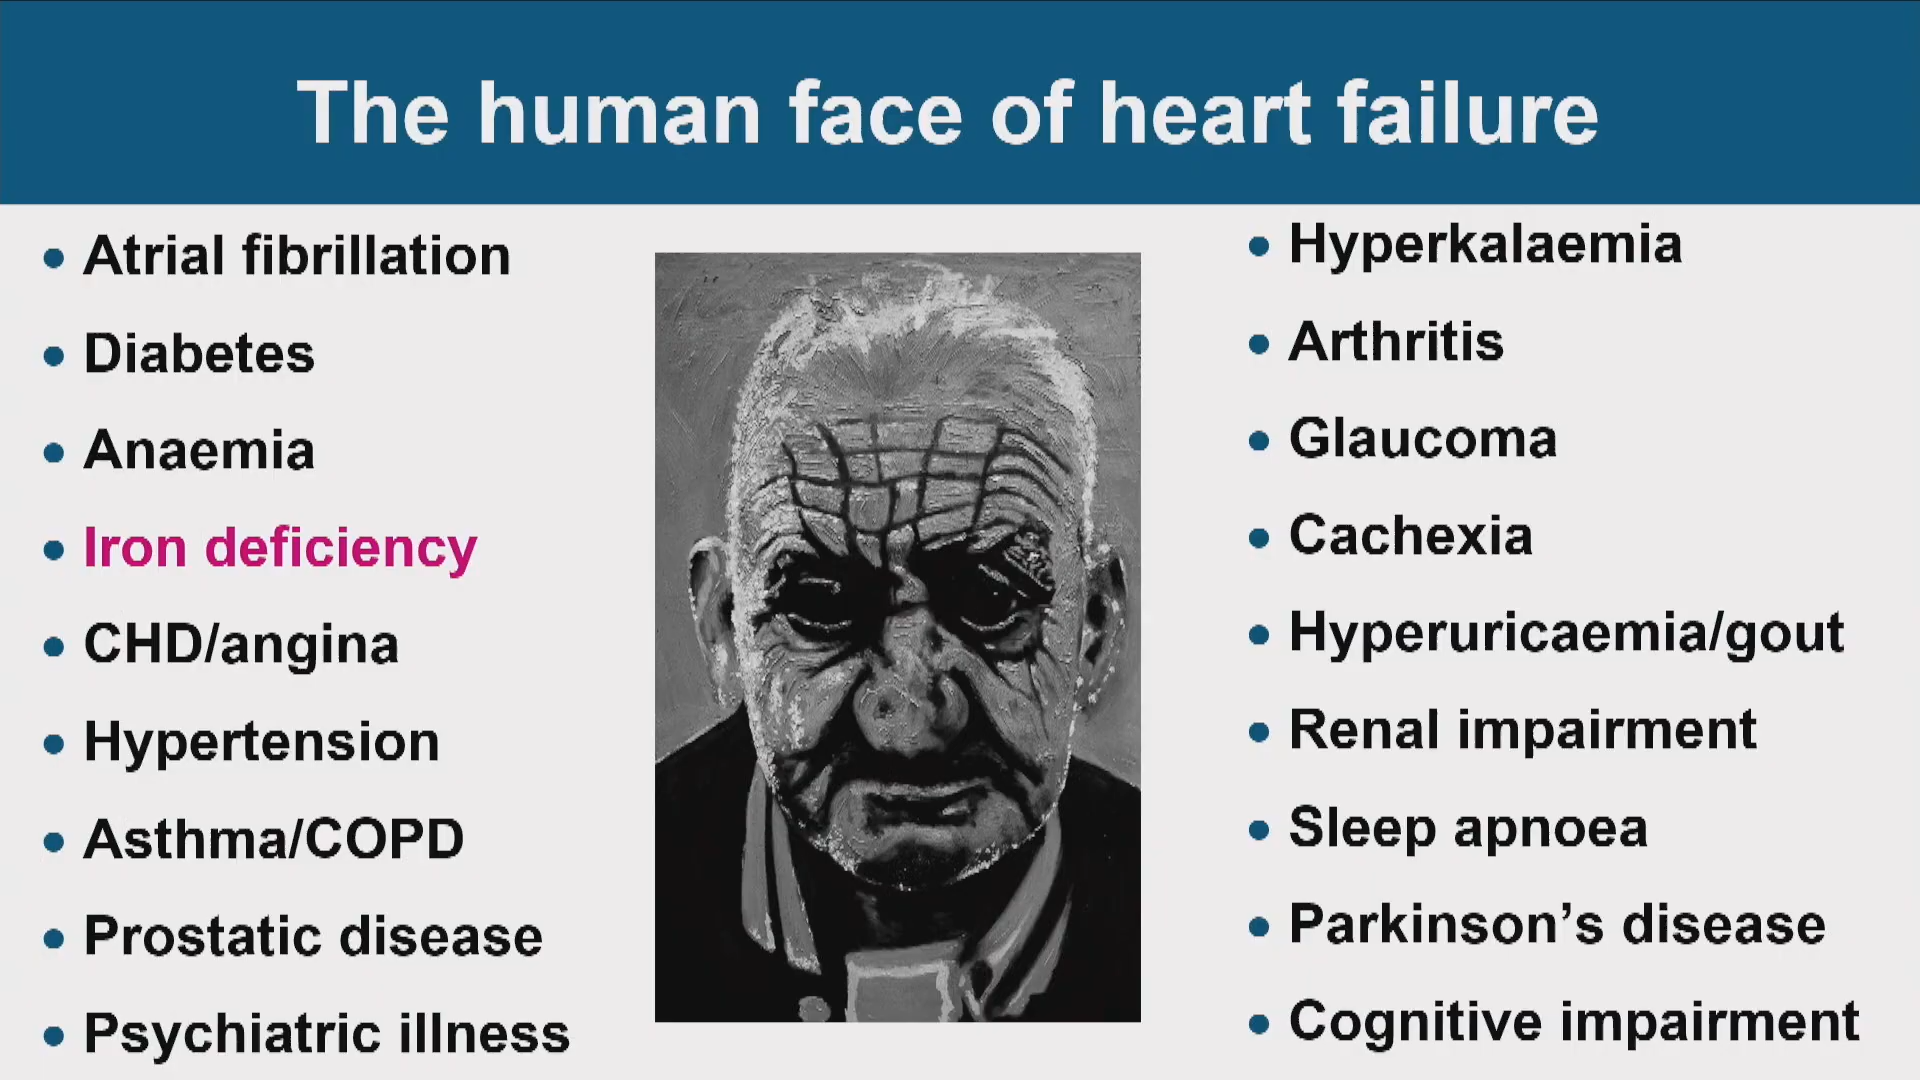 The human face of heart failure
• Atrial fibrillation
• Diabetes
• Anaemia
• Iron deficiency
• CHD/angina
• Hypertension
• Asthma/COPD
• Prostatic disease
• Psychiatric illness
• Hyperkalaemia
• Arthritis
• Glaucoma
• Cachexia
• Hyperuricaemia/gout
• Renal impairment
• Sleep apnoea
• Parkinson’s disease
• Cognitive impairment